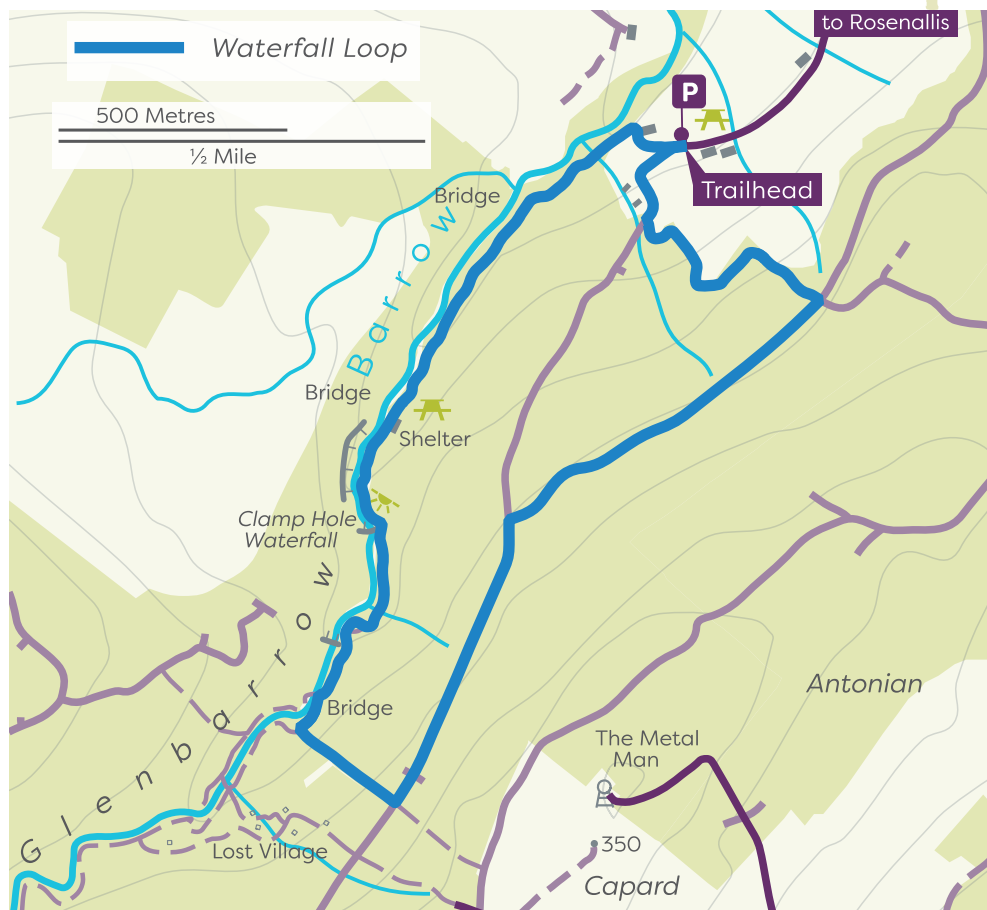 to Rosenallis
Waterfall Loop
P
500 Metres
½ Mile
Trailhead
Bridge
Barrow
Bridge
Shelter
Clamp Hole
Waterfall
Glenbarrow
Antonian
Bridge
The Metal
Man
350
Lost Village
Capard